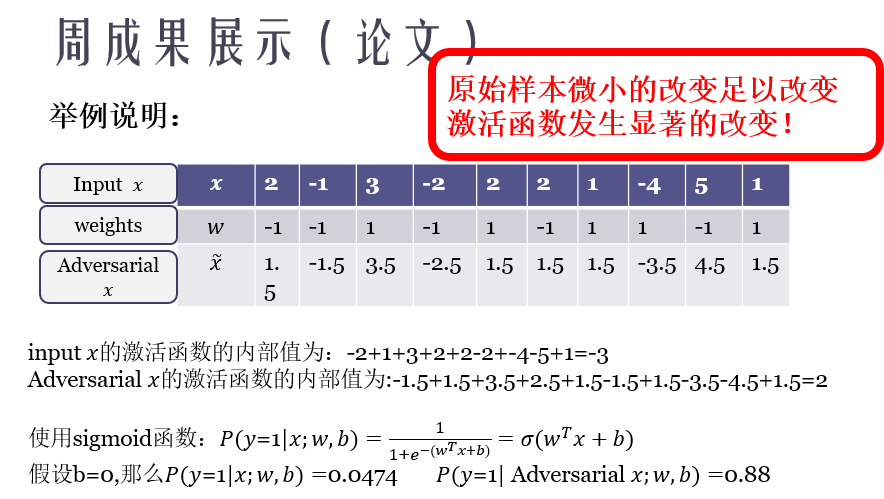 周成果展示（论文）
原始样本微小的改变足以改变
激活函数发生显著的改变！
举例说明：
Input x x 2 -1 3 -2 2 2 1 -4 5 1
weights w -1 -1 1 -1 1 -1 1 1 -1 1
Adversarial x x̃ 1.5 -1.5 3.5 -2.5 1.5 1.5 1.5 -3.5 4.5 1.5
input x的激活函数的内部值为：-2+1+3+2+2-2+-4-5+1=-3
Adversarial x的激活函数的内部值为:-1.5+1.5+3.5+2.5+1.5-1.5+1.5-3.5-4.5+1.5=2
使用sigmoid函数：P(y=1|x;w,b) = 1/(1+e^{-(w^T x+b)}) = σ(w^T x + b)
假设b=0,那么P(y=1|x;w,b) =0.0474 P(y=1| Adversarial x;w,b) =0.88